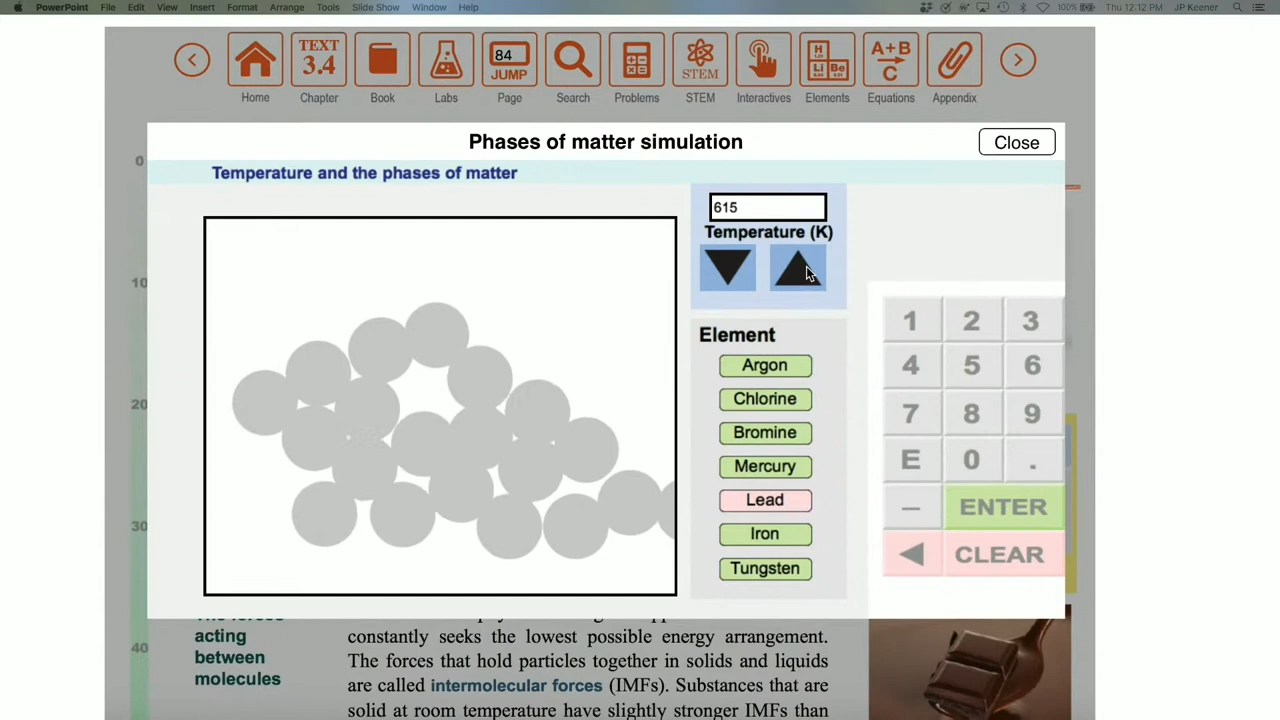 PowerPoint File Edit View Insert Format Arrange Tools Slide Show Window Help 100% Thu 12:12 PM JP Keener
TEXT 3.4
84
JUMP
STEM
H
Li Be
A+B
C
Home Chapter Book Labs Page Search Problems STEM Interactives Elements Equations Appendix
Phases of matter simulation
Close
Temperature and the phases of matter
615
Temperature (K)
Element
Argon
Chlorine
Bromine
Mercury
Lead
Iron
Tungsten
1 2 3
4 5 6
7 8 9
E 0 .
– ENTER
CLEAR
0
10
20
30
40
acting
between
molecules
constantly seeks the lowest possible energy arrangement.
The forces that hold particles together in solids and liquids
are called intermolecular forces (IMFs). Substances that are
solid at room temperature have slightly stronger IMFs than